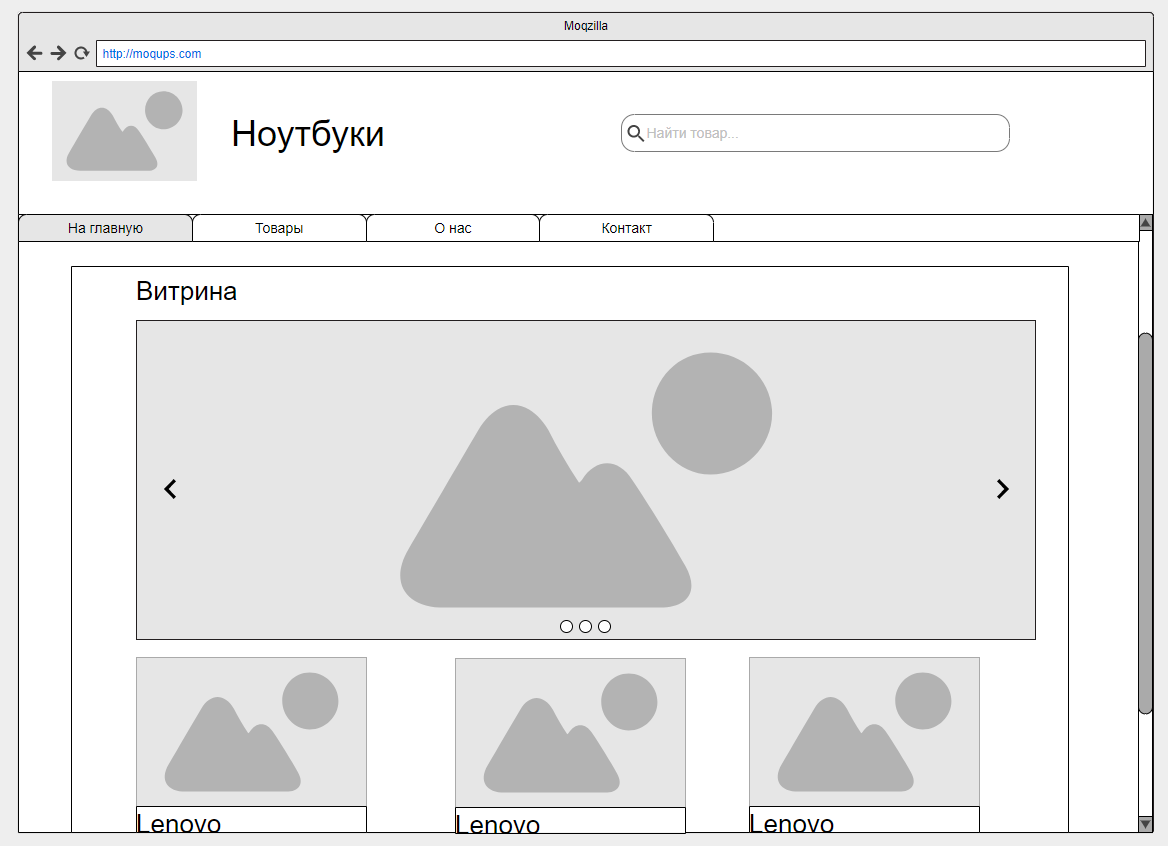 Moqzilla
http://moqups.com
Ноутбуки
Найти товар...
На главную
Товары
О нас
Контакт
Витрина
Lenovo
Lenovo
Lenovo